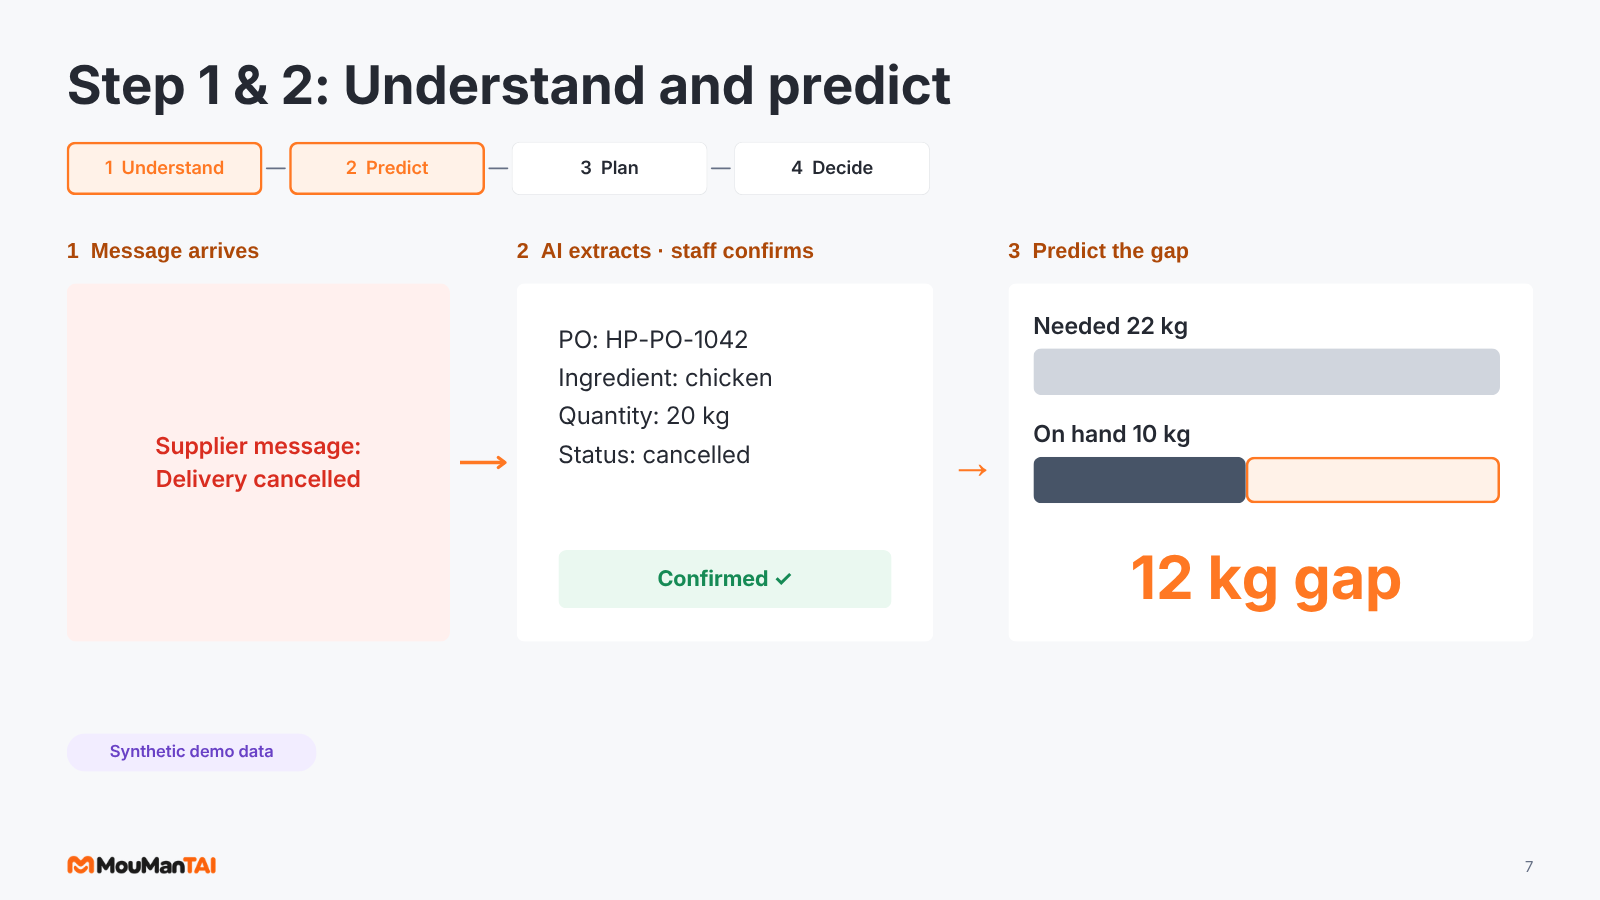 Step 1 & 2: Understand and predict
1 Understand — 2 Predict — 3 Plan — 4 Decide
1 Message arrives
Supplier message:
Delivery cancelled
→
2 AI extracts · staff confirms
PO: HP-PO-1042
Ingredient: chicken
Quantity: 20 kg
Status: cancelled
Confirmed ✓
→
3 Predict the gap
Needed 22 kg
On hand 10 kg
12 kg gap
Synthetic demo data
MouManTAI
7